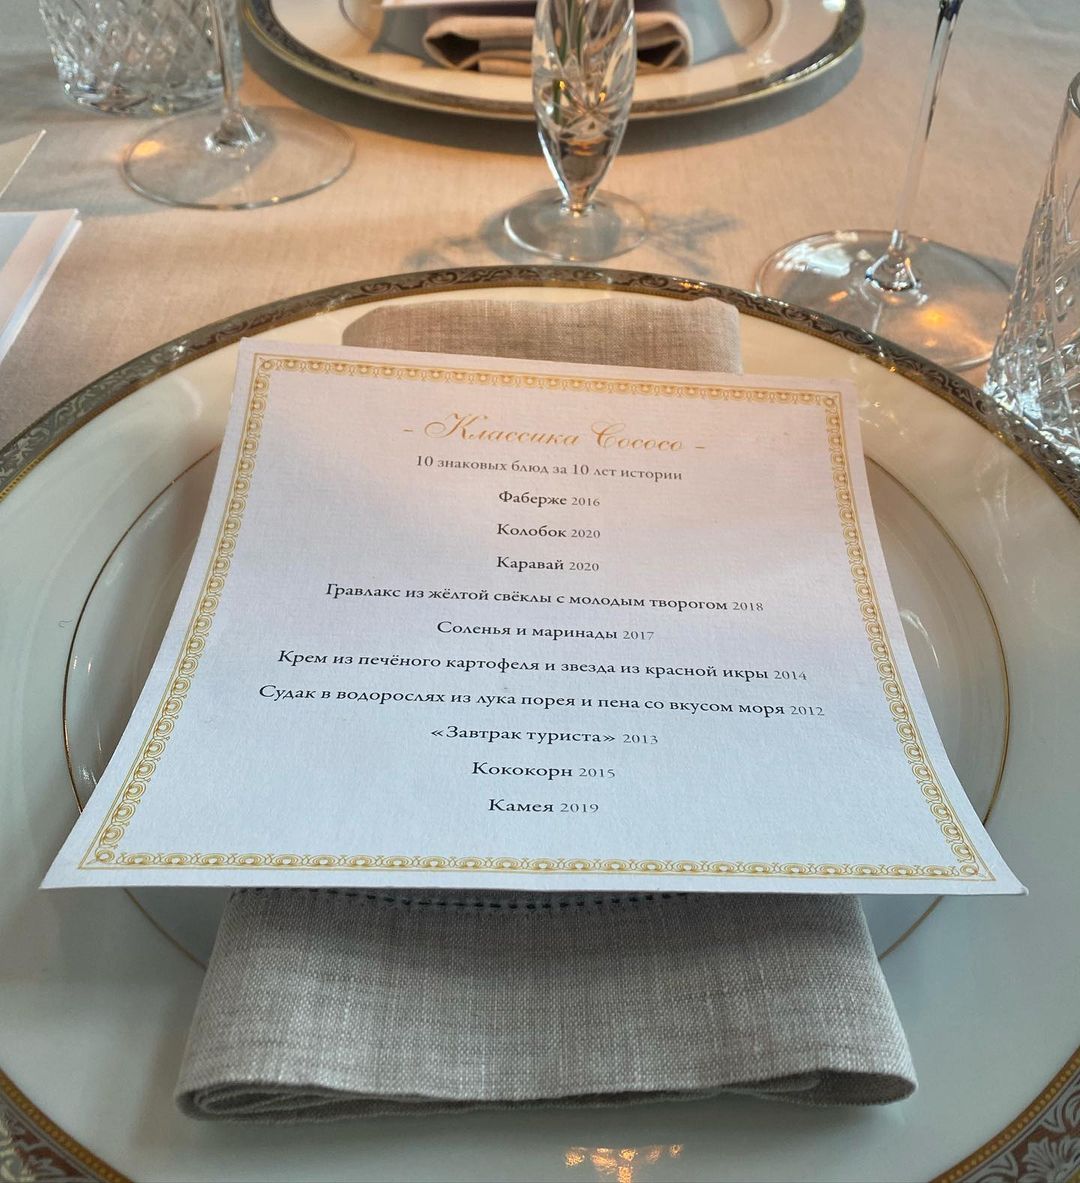 - Классика Cococo -
10 знаковых блюд за 10 лет истории
Фаберже 2016
Колобок 2020
Каравай 2020
Гравлакс из жёлтой свёклы с молодым творогом 2018
Соленья и маринады 2017
Крем из печёного картофеля и звезда из красной икры 2014
Судак в водорослях из лука порея и пена со вкусом моря 2012
«Завтрак туриста» 2013
Кококорн 2015
Камея 2019